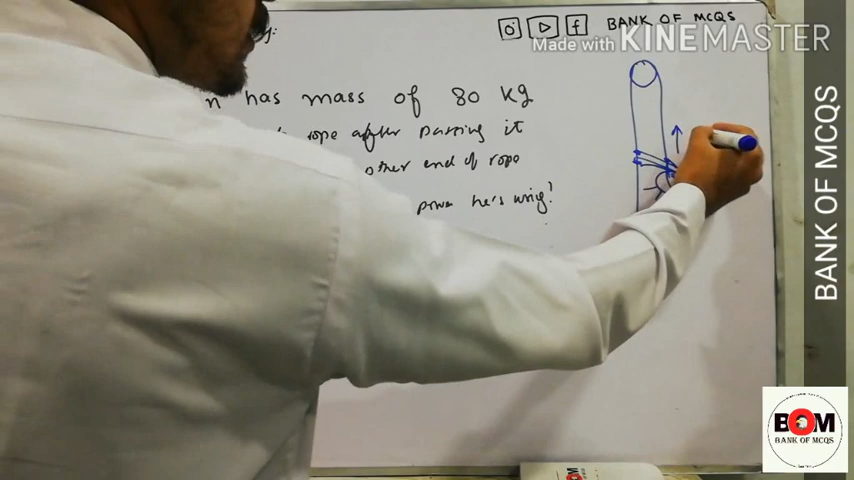 y:
BANK OF MCQS
Made with KINEMASTER
n has mass of 80 kg
rope after passing it
other end of rope
power he's using?
BANK OF MCQS
BOM
BANK OF MCQS